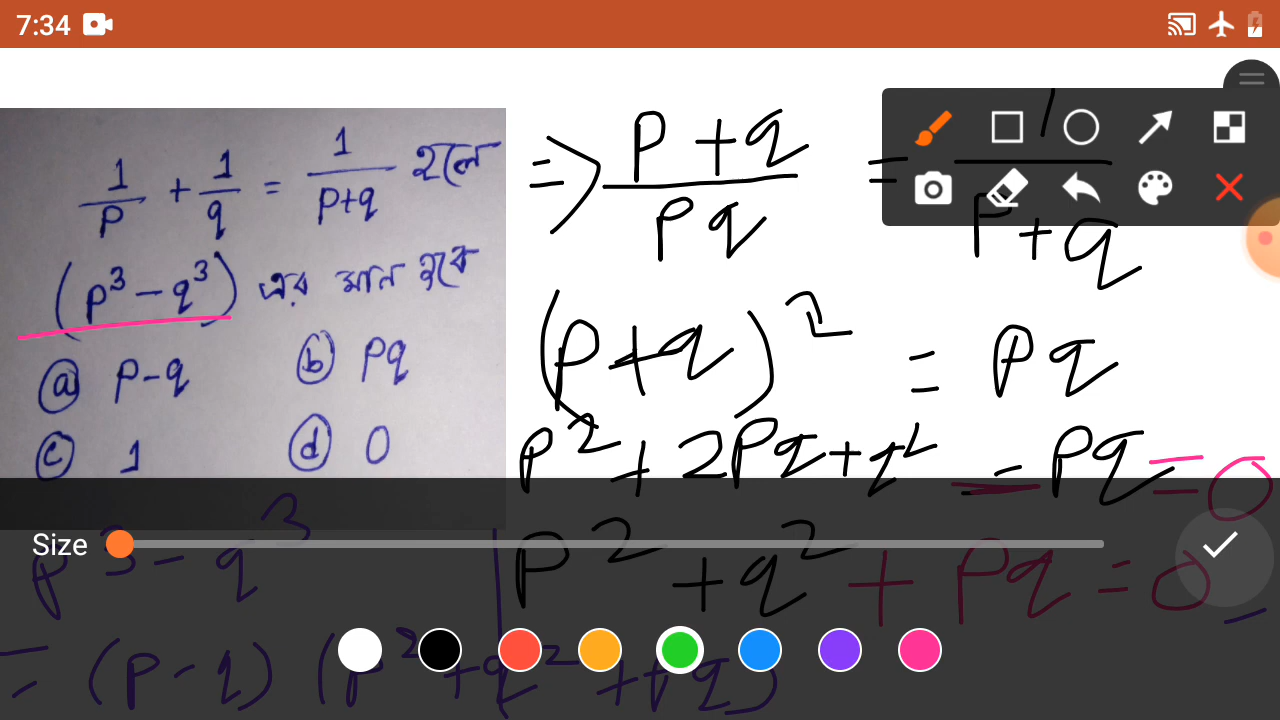 7:34
1/p + 1/q = 1/(p+q) হলে
(p³ - q³) এর মান হবে
ⓐ p-q ⓑ pq
ⓒ 1 ⓓ 0
=> (p+q)/pq = 1/(p+q)
(p+q)² = pq
p² + 2pq + q² = pq = 0
p² + q² + pq = 0
Size
p³ - q³
= (p-q) (p² + q² + pq)